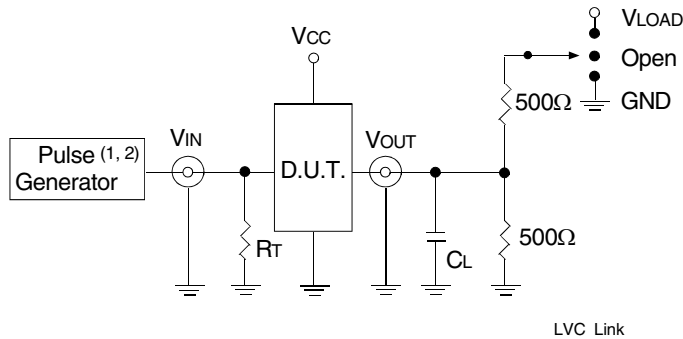 VLOAD
VCC
Open
500Ω
GND
VIN
VOUT
Pulse (1, 2)
Generator
D.U.T.
RT
CL
500Ω
LVC Link